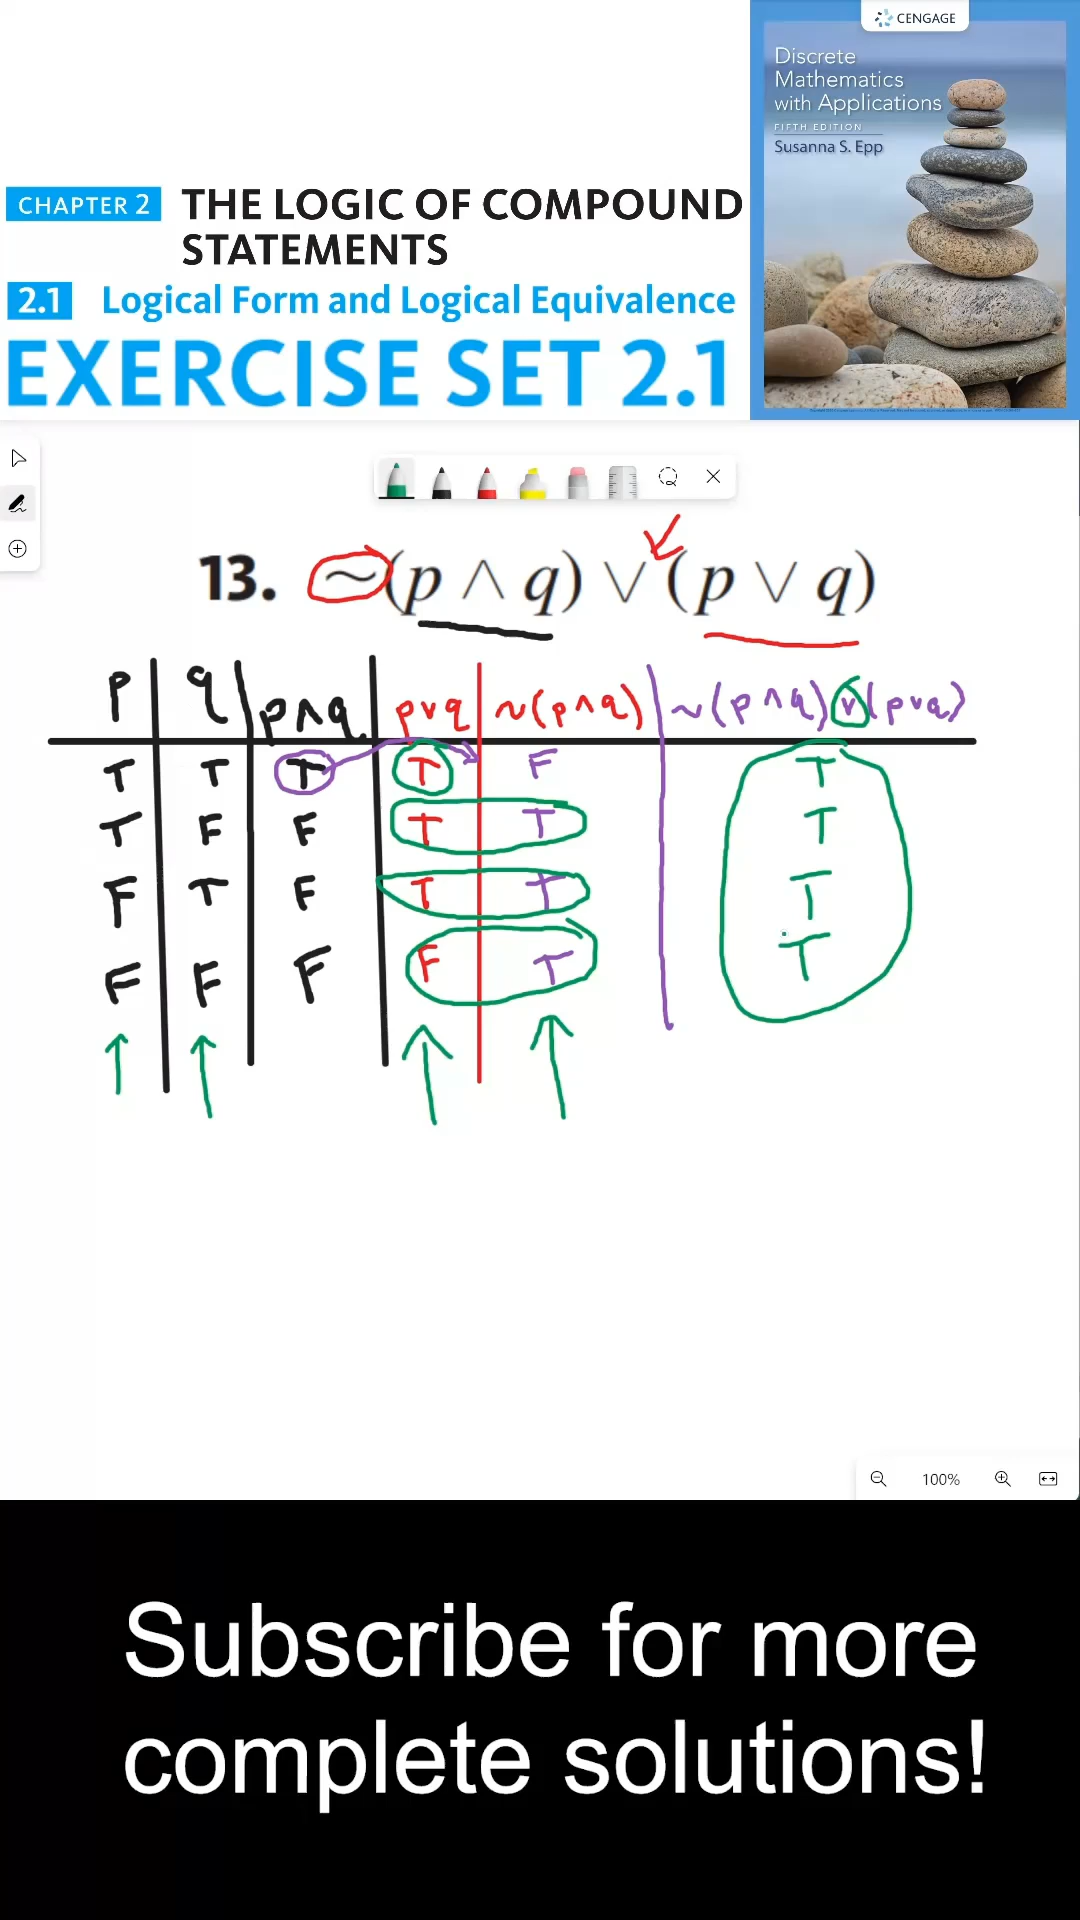 CENGAGE
Discrete
Mathematics
with Applications
FIFTH EDITION
Susanna S. Epp
CHAPTER 2 THE LOGIC OF COMPOUND
STATEMENTS
2.1 Logical Form and Logical Equivalence
EXERCISE SET 2.1
13. ~(p ∧ q) ∨ (p ∨ q)
p q p∧q p∨q ~(p∧q) ~(p∧q)∨(p∨q)
T T T T F T
T F F T T T
F T F T T T
F F F F T T
100%
Subscribe for more
complete solutions!